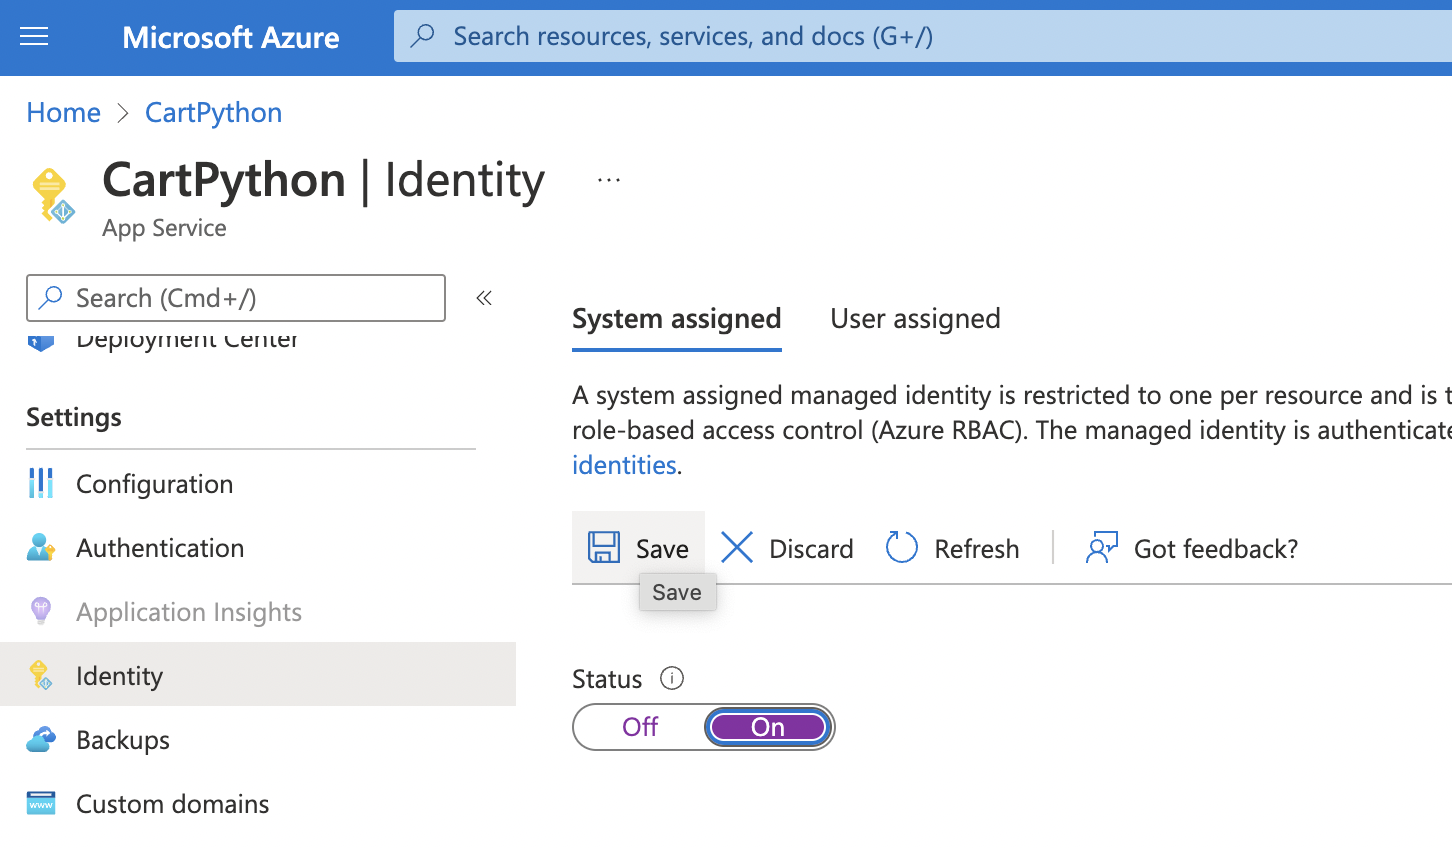 Microsoft Azure
Search resources, services, and docs (G+/)
Home > CartPython
CartPython | Identity ...
App Service
Search (Cmd+/)
«
Deployment Center
Settings
Configuration
Authentication
Application Insights
Identity
Backups
www
Custom domains
System assigned
User assigned
A system assigned managed identity is restricted to one per resource and is t
role-based access control (Azure RBAC). The managed identity is authenticate
identities.
Save
Discard
Refresh
Got feedback?
Save
Status
Off
On